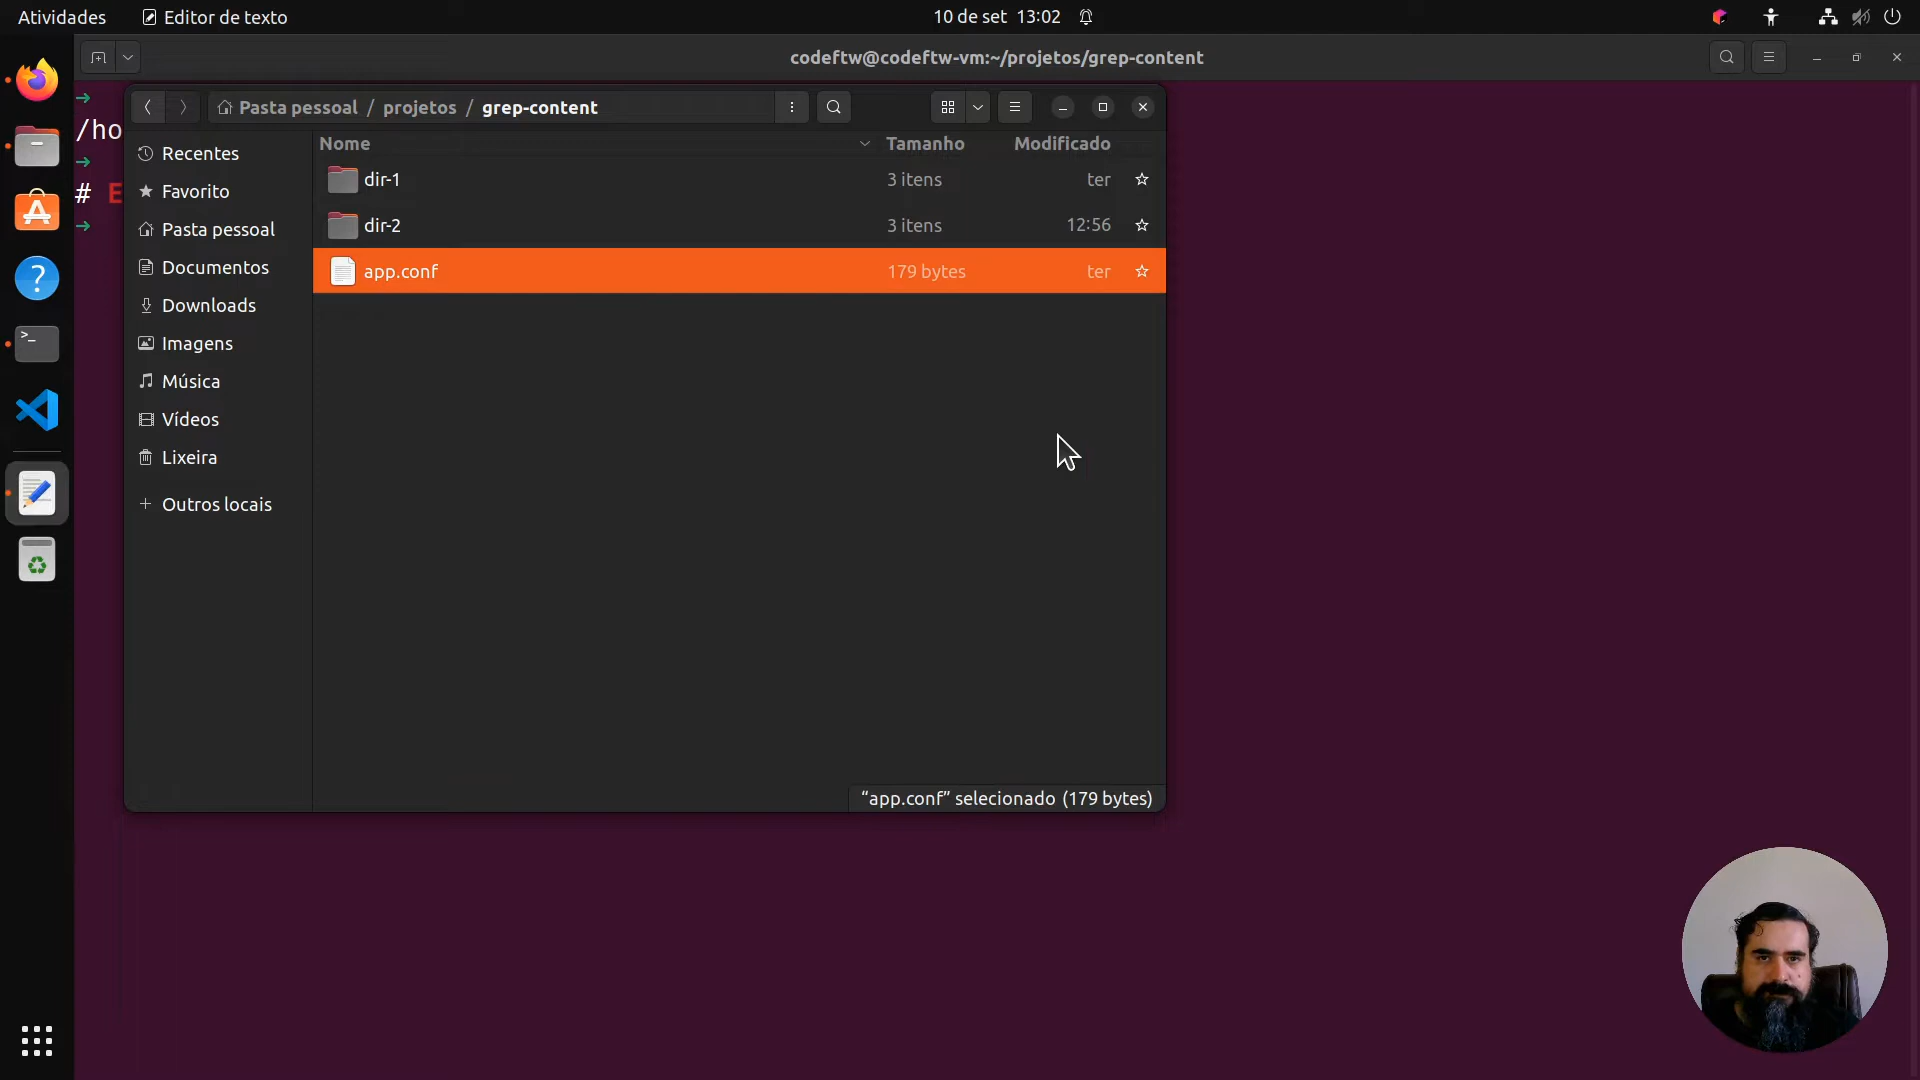 Atividades
Editor de texto
10 de set 13:02
codeftw@codeftw-vm:~/projetos/grep-content
/ho
# E
Pasta pessoal / projetos / grep-content
Recentes
Favorito
Pasta pessoal
Documentos
Downloads
Imagens
Música
Vídeos
Lixeira
+ Outros locais
Nome Tamanho Modificado
dir-1 3 itens ter
dir-2 3 itens 12:56
app.conf 179 bytes ter
“app.conf” selecionado (179 bytes)